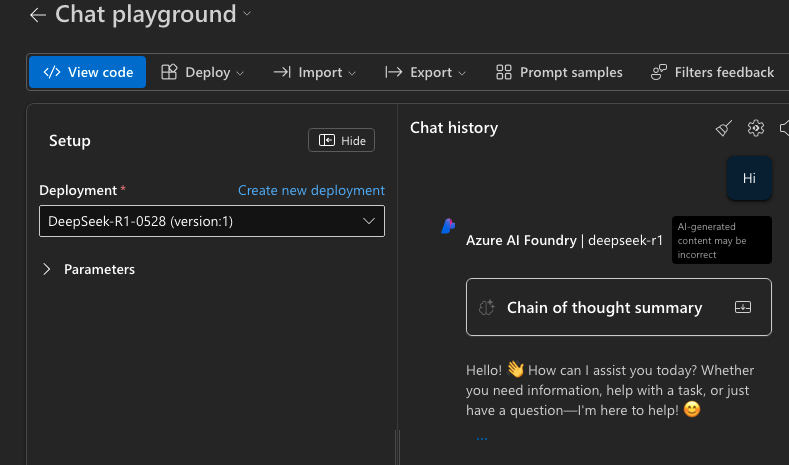 Chat playground
View code
Deploy
Import
Export
Prompt samples
Filters feedback
Setup
Hide
Deployment *
Create new deployment
DeepSeek-R1-0528 (version:1)
Parameters
Chat history
Hi
Azure AI Foundry | deepseek-r1
AI-generated
content may be
incorrect
Chain of thought summary
Hello! 👋 How can I assist you today? Whether
you need information, help with a task, or just
have a question—I'm here to help! 😊
...